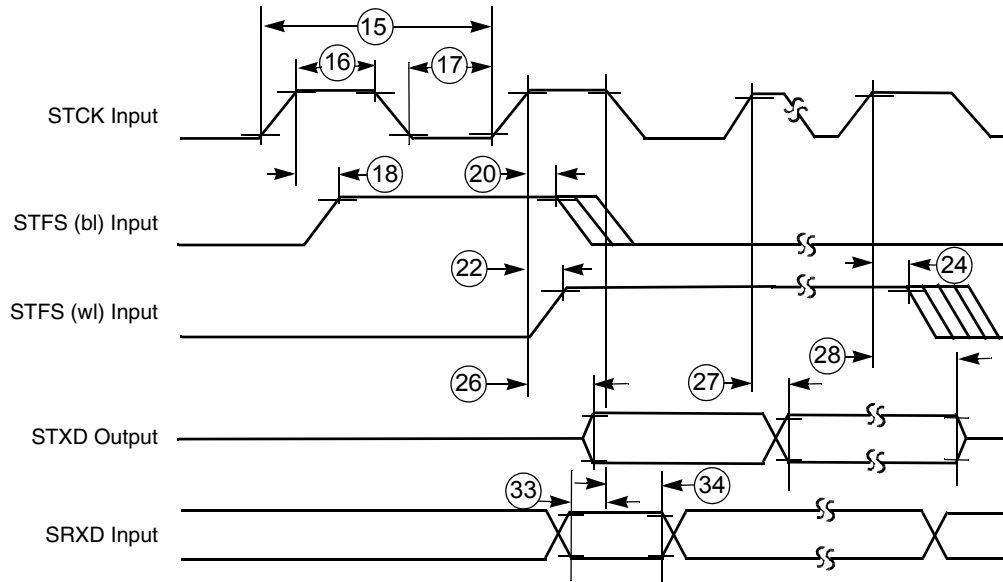 15
16
17
STCK Input
18
20
STFS (bl) Input
22
24
STFS (wl) Input
26
27
28
STXD Output
33
34
SRXD Input